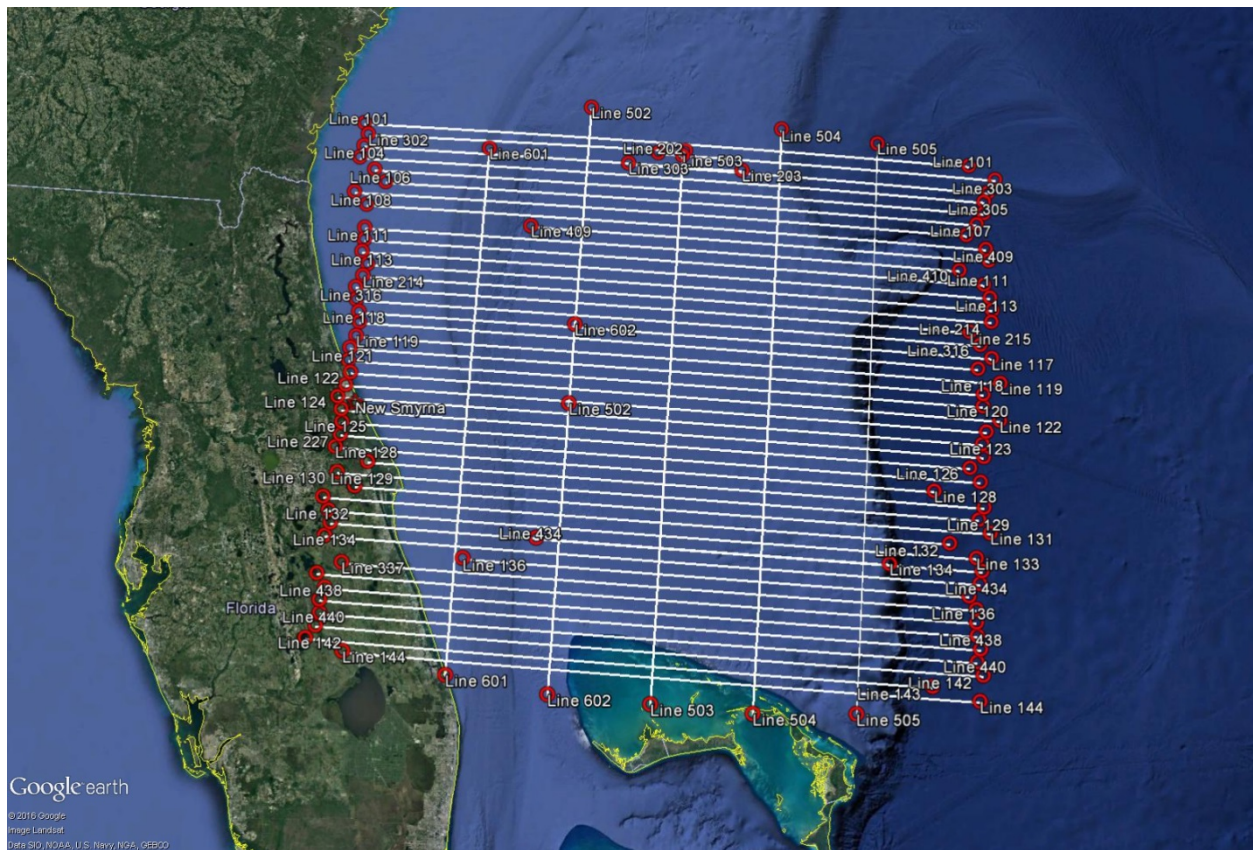 Line 502
Line 101
Line 504
Line 302
Line 505
Line 104
Line 601
Line 202
Line 503
Line 101
Line 303
Line 203
Line 106
Line 303
Line 108
Line 305
Line 409
Line 107
Line 111
Line 409
Line 113
Line 410
Line 111
Line 214
Line 316
Line 113
Line 118
Line 602
Line 214
Line 215
Line 119
Line 316
Line 121
Line 117
Line 122
Line 118
Line 119
Line 124
New Smyrna
Line 502
Line 120
Line 125
Line 122
Line 227
Line 128
Line 123
Line 130
Line 129
Line 126
Line 128
Line 132
Line 129
Line 434
Line 134
Line 131
Line 132
Line 337
Line 136
Line 134
Line 133
Line 438
Line 434
Florida
Line 440
Line 136
Line 142
Line 438
Line 144
Line 440
Line 601
Line 142
Line 143
Line 602
Line 503
Line 504
Line 505
Line 144
Google earth
© 2016 Google
Image Landsat
Data SIO, NOAA, U.S. Navy, NGA, GEBCO